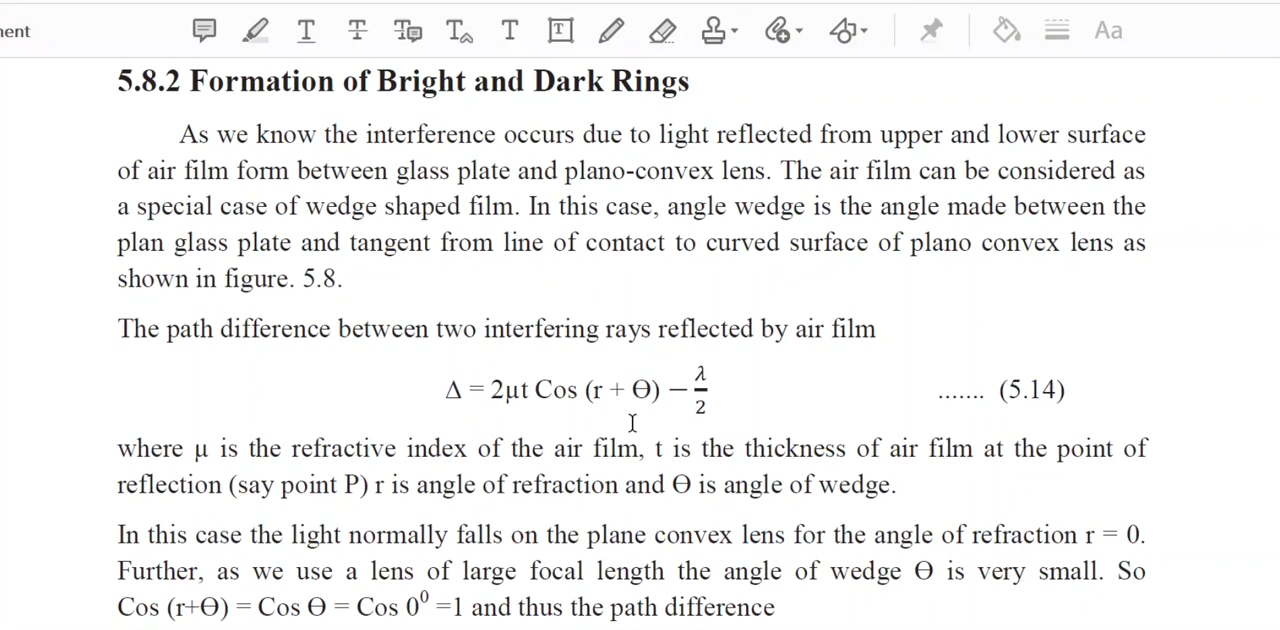 ent
Aa
5.8.2 Formation of Bright and Dark Rings
As we know the interference occurs due to light reflected from upper and lower surface
of air film form between glass plate and plano-convex lens. The air film can be considered as
a special case of wedge shaped film. In this case, angle wedge is the angle made between the
plan glass plate and tangent from line of contact to curved surface of plano convex lens as
shown in figure. 5.8.
The path difference between two interfering rays reflected by air film
Δ = 2μt Cos (r + Θ) − λ/2 ....... (5.14)
where μ is the refractive index of the air film, t is the thickness of air film at the point of
reflection (say point P) r is angle of refraction and Θ is angle of wedge.
In this case the light normally falls on the plane convex lens for the angle of refraction r = 0.
Further, as we use a lens of large focal length the angle of wedge Θ is very small. So
Cos (r+Θ) = Cos Θ = Cos 0⁰ =1 and thus the path difference